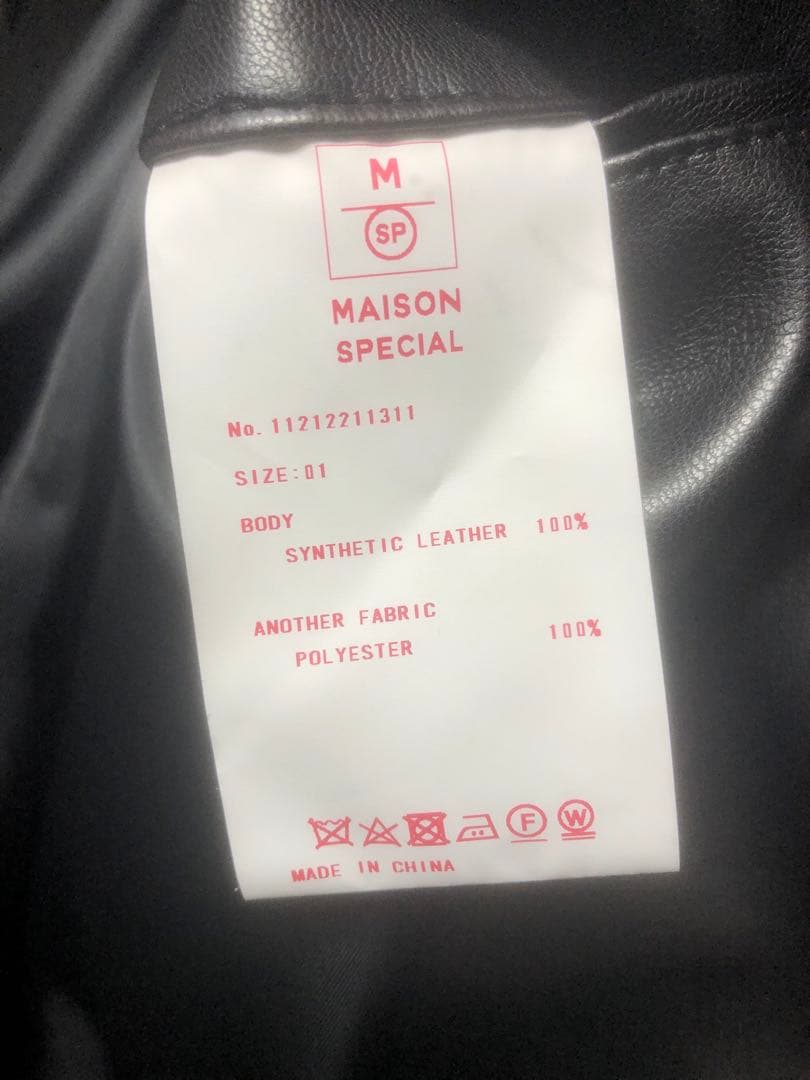 M
SP
MAISON
SPECIAL
No. 11212211311
SIZE:01
BODY
SYNTHETIC LEATHER 100%
ANOTHER FABRIC
POLYESTER 100%
F W
MADE IN CHINA